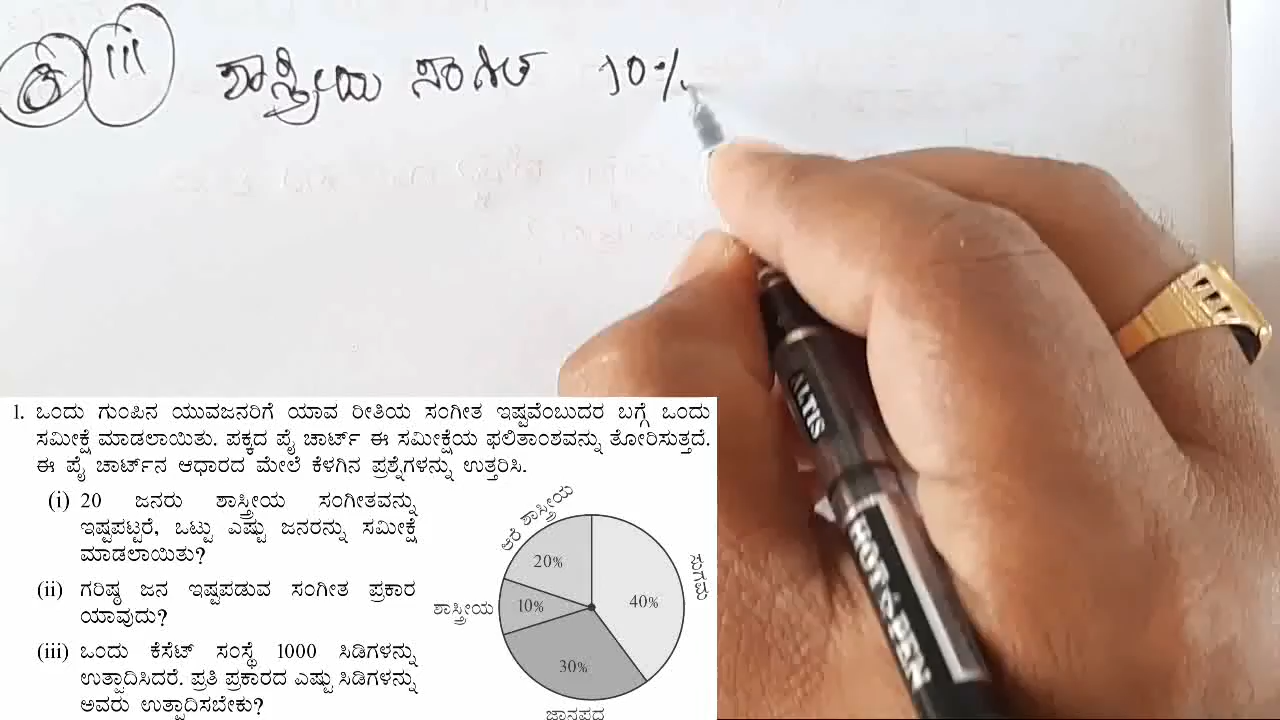 iii ಶಾಸ್ತ್ರೀಯ ಸಂಗೀತ 10%
1. ಒಂದು ಗುಂಪಿನ ಯುವಜನರಿಗೆ ಯಾವ ರೀತಿಯ ಸಂಗೀತ ಇಷ್ಟವೆಂಬುದರ ಬಗ್ಗೆ ಒಂದು
ಸಮೀಕ್ಷೆ ಮಾಡಲಾಯಿತು. ಪಕ್ಕದ ಪೈ ಚಾರ್ಟ್ ಈ ಸಮೀಕ್ಷೆಯ ಫಲಿತಾಂಶವನ್ನು ತೋರಿಸುತ್ತದೆ.
ಈ ಪೈ ಚಾರ್ಟ್‌ನ ಆಧಾರದ ಮೇಲೆ ಕೆಳಗಿನ ಪ್ರಶ್ನೆಗಳನ್ನು ಉತ್ತರಿಸಿ.
(i) 20 ಜನರು ಶಾಸ್ತ್ರೀಯ ಸಂಗೀತವನ್ನು
ಇಷ್ಟಪಟ್ಟರೆ, ಒಟ್ಟು ಎಷ್ಟು ಜನರನ್ನು ಸಮೀಕ್ಷೆ
ಮಾಡಲಾಯಿತು?
(ii) ಗರಿಷ್ಠ ಜನ ಇಷ್ಟಪಡುವ ಸಂಗೀತ ಪ್ರಕಾರ
ಯಾವುದು?
(iii) ಒಂದು ಕೆಸೆಟ್ ಸಂಸ್ಥೆ 1000 ಸಿಡಿಗಳನ್ನು
ಉತ್ಪಾದಿಸಿದರೆ. ಪ್ರತಿ ಪ್ರಕಾರದ ಎಷ್ಟು ಸಿಡಿಗಳನ್ನು
ಅವರು ಉತ್ಪಾದಿಸಬೇಕು?
ಅರೆ ಶಾಸ್ತ್ರೀಯ
20%
ಸುಗಮ
40%
ಶಾಸ್ತ್ರೀಯ
10%
30%
ಜಾನಪದ
ALTIS
HOT & PEN